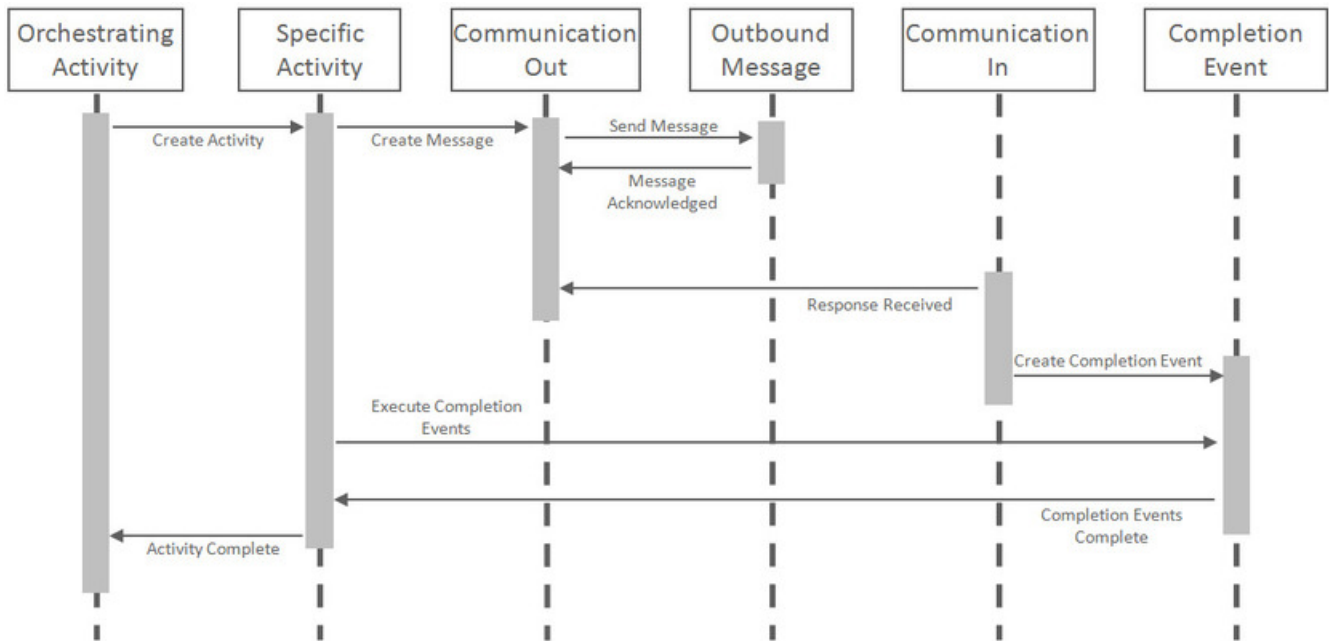 Orchestrating
Activity
Specific
Activity
Communication
Out
Outbound
Message
Communication
In
Completion
Event
Create Activity
Create Message
Send Message
Message
Acknowledged
Response Received
Create Completion Event
Execute Completion
Events
Completion Events
Complete
Activity Complete